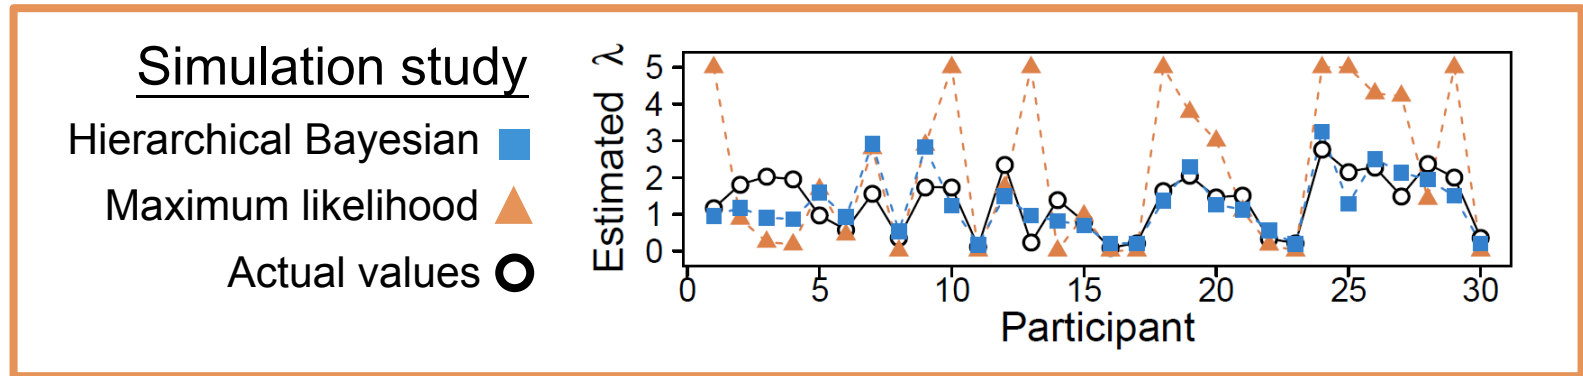 Simulation study
Hierarchical Bayesian
Maximum likelihood
Actual values
Estimated λ
5
4
3
2
1
0
0 5 10 15 20 25 30
Participant